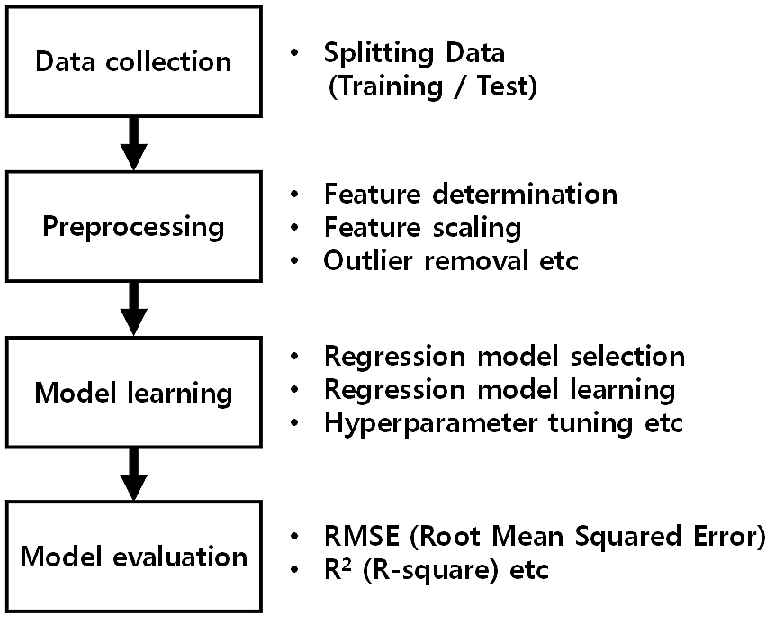 Data collection
• Splitting Data
(Training / Test)
Preprocessing
• Feature determination
• Feature scaling
• Outlier removal etc
Model learning
• Regression model selection
• Regression model learning
• Hyperparameter tuning etc
Model evaluation
• RMSE (Root Mean Squared Error)
• R² (R-square) etc